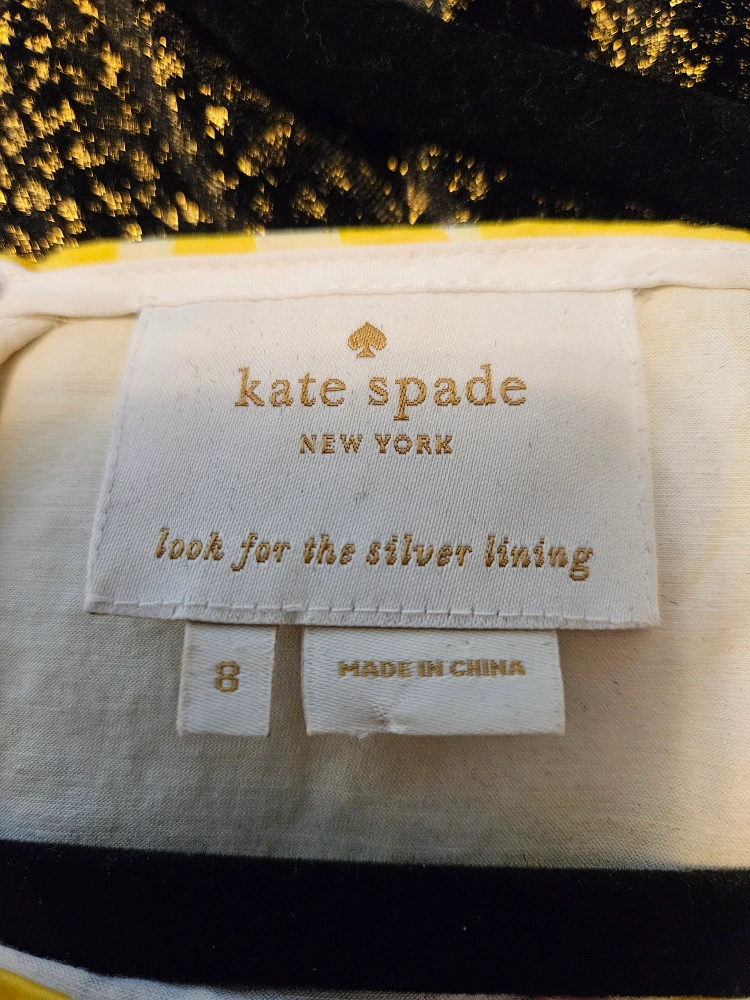 kate spade
NEW YORK
look for the silver lining
8
MADE IN CHINA